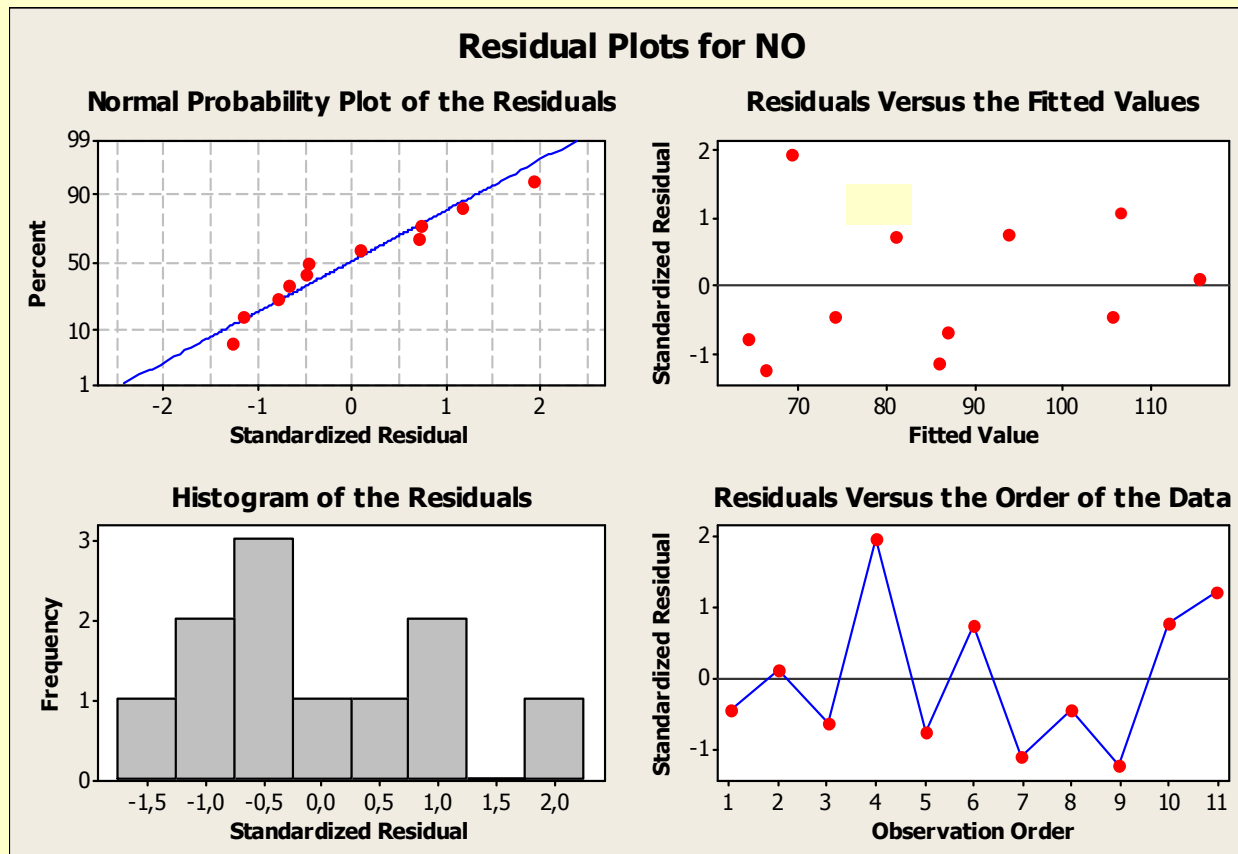 Residual Plots for NO
Normal Probability Plot of the Residuals
99
90
50
10
1
Percent
-2 -1 0 1 2
Standardized Residual
Residuals Versus the Fitted Values
2
1
0
-1
Standardized Residual
70 80 90 100 110
Fitted Value
Histogram of the Residuals
3
2
1
0
Frequency
-1,5 -1,0 -0,5 0,0 0,5 1,0 1,5 2,0
Standardized Residual
Residuals Versus the Order of the Data
2
1
0
-1
Standardized Residual
1 2 3 4 5 6 7 8 9 10 11
Observation Order